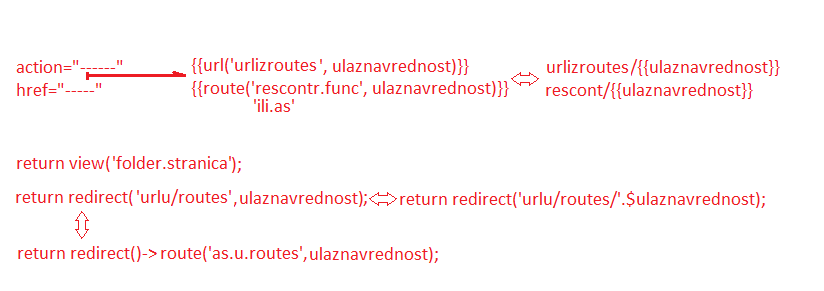 action="------" {{url('urlizroutes', ulaznavrednost)}} urlizroutes/{{ulaznavrednost}}
href="-----" {{route('rescontr.func', ulaznavrednost)}} rescont/{{ulaznavrednost}}
'ili.as'
return view('folder.stranica');
return redirect('urlu/routes',ulaznavrednost); return redirect('urlu/routes/'.$ulaznavrednost);
return redirect()->route('as.u.routes',ulaznavrednost);